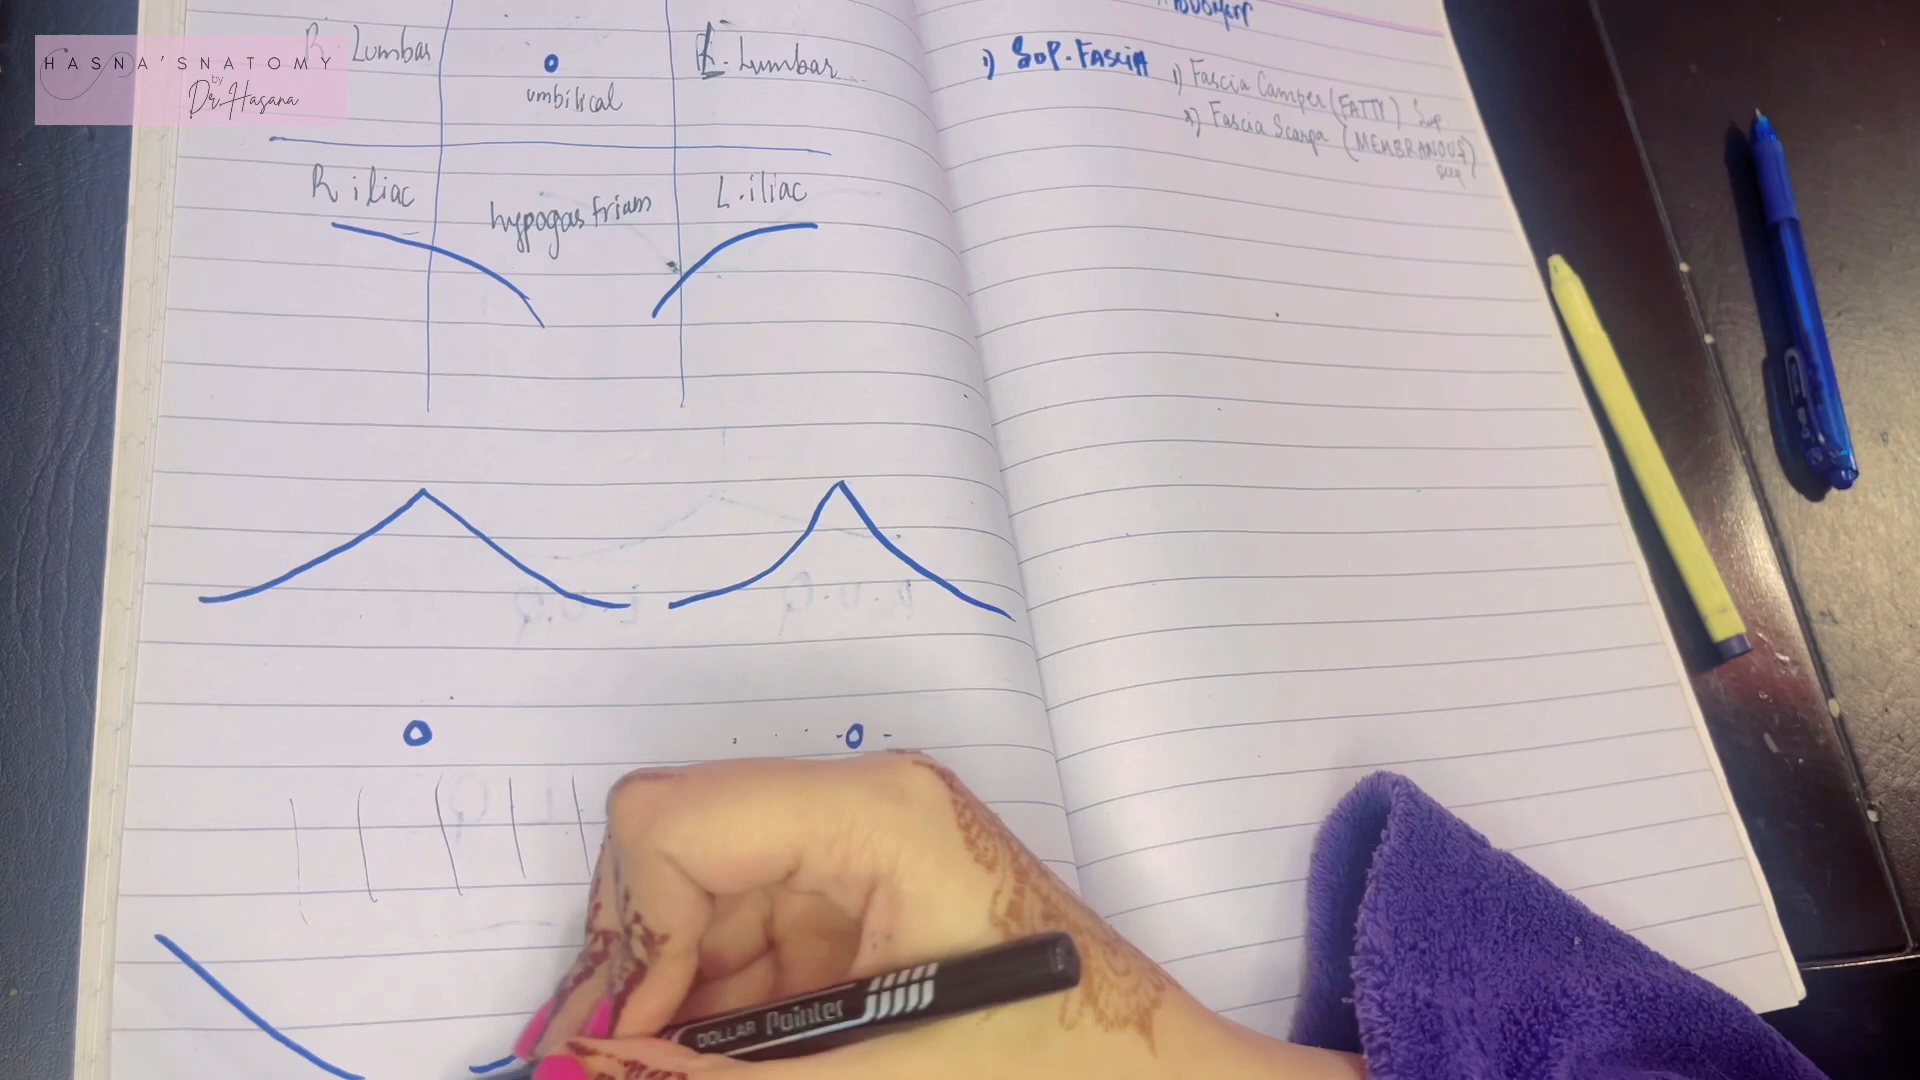 HASNA'SNATOMY
by
Dr.Hasana
R. Lumbar
L. Lumbar
umbilical
R iliac
hypogastrium
L. iliac
1) SUP. FASCIA
1) Fascia Camper (FATTY) Sup
2) Fascia Scarpa (MEMBRANOUS)
DOLLAR Pointer